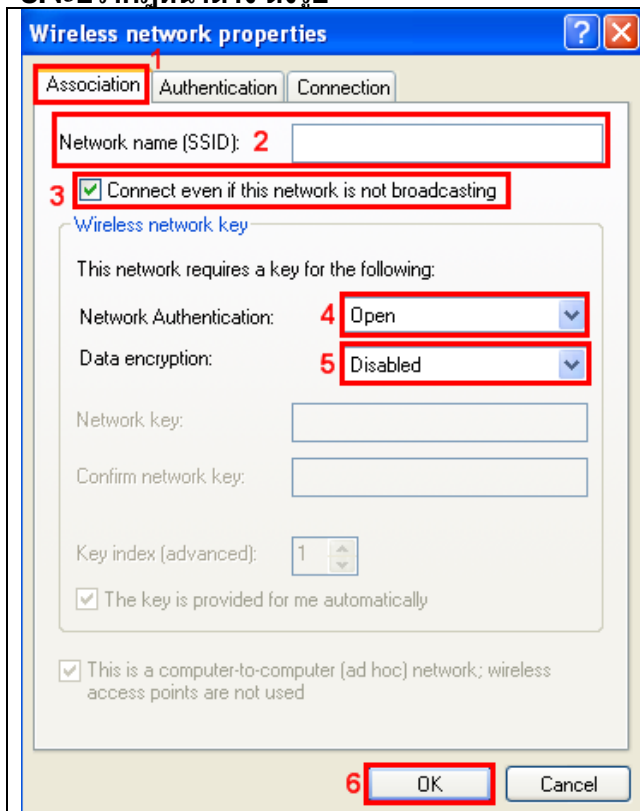 Wireless network properties
1
Association Authentication Connection
Network name (SSID): 2
3 Connect even if this network is not broadcasting
Wireless network key
This network requires a key for the following:
Network Authentication: 4 Open
Data encryption: 5 Disabled
Network key:
Confirm network key:
Key index (advanced): 1
The key is provided for me automatically
This is a computer-to-computer (ad hoc) network; wireless
access points are not used
6 OK Cancel